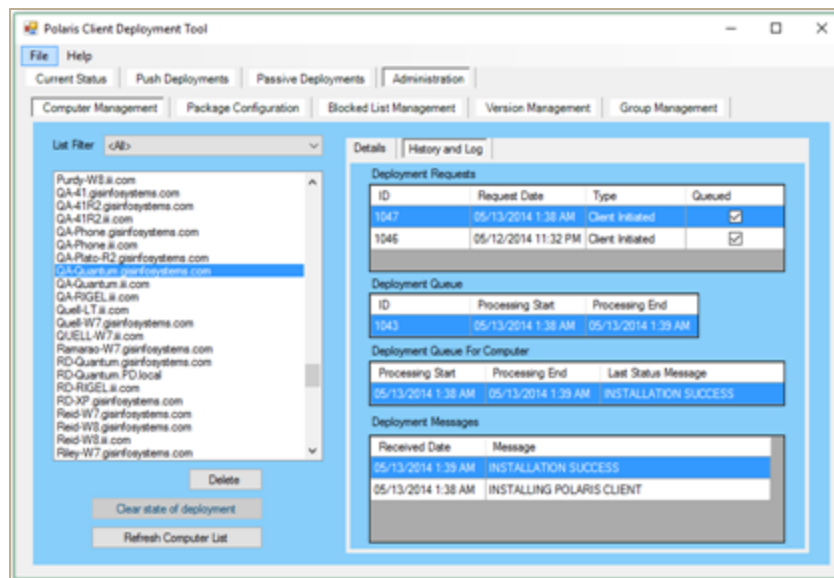 Polaris Client Deployment Tool
File Help
Current Status Push Deployments Passive Deployments Administration
Computer Management Package Configuration Blocked List Management Version Management Group Management
List Filter <All>
Purdy-W8.iii.com
QA-41.gisinfosystems.com
QA-41R2.gisinfosystems.com
QA-41R2.iii.com
QA-Phone.gisinfosystems.com
QA-Phone.iii.com
QA-Plato-R2.gisinfosystems.com
QA-Quantum.gisinfosystems.com
QA-Quantum.iii.com
QA-RIGEL.iii.com
Quell-LT.iii.com
Quell-W7.gisinfosystems.com
QUELL-W7.iii.com
Ramarao-W7.gisinfosystems.com
RD-Quantum.gisinfosystems.com
RD-Quantum.PD.local
RD-RIGEL.iii.com
RD-XP.gisinfosystems.com
Reid-W7.gisinfosystems.com
Reid-W8.gisinfosystems.com
Reid-W8.iii.com
Riley-W7.gisinfosystems.com
Delete
Clear state of deployment
Refresh Computer List
Details History and Log
Deployment Requests
ID Request Date Type Queued
1047 05/13/2014 1:38 AM Client Initiated
1046 05/12/2014 11:32 PM Client Initiated
Deployment Queue
ID Processing Start Processing End
1043 05/13/2014 1:38 AM 05/13/2014 1:39 AM
Deployment Queue For Computer
Processing Start Processing End Last Status Message
05/13/2014 1:38 AM 05/13/2014 1:39 AM INSTALLATION SUCCESS
Deployment Messages
Received Date Message
05/13/2014 1:39 AM INSTALLATION SUCCESS
05/13/2014 1:38 AM INSTALLING POLARIS CLIENT